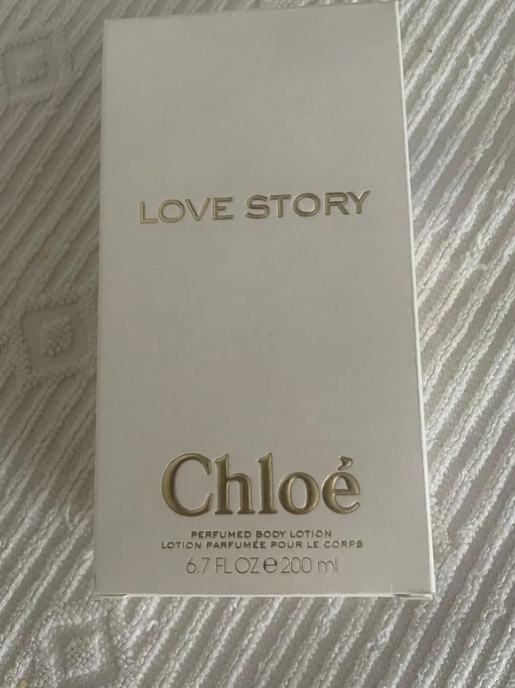 LOVE STORY
Chloé
PERFUMED BODY LOTION
LOTION PARFUMÉE POUR LE CORPS
6.7 FL OZ ℮ 200 ml